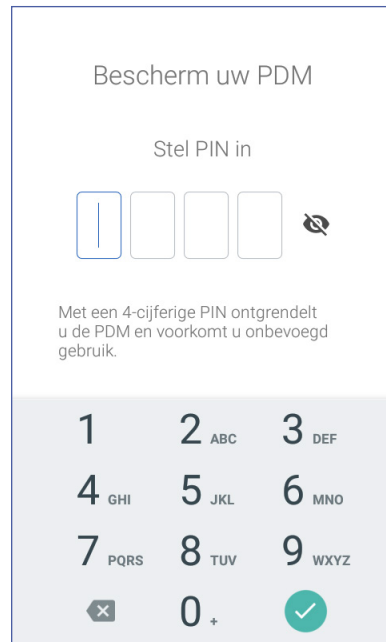 Bescherm uw PDM
Stel PIN in
Met een 4-cijferige PIN ontgrendelt
u de PDM en voorkomt u onbevoegd
gebruik.
1 2 ABC 3 DEF
4 GHI 5 JKL 6 MNO
7 PQRS 8 TUV 9 WXYZ
0 +